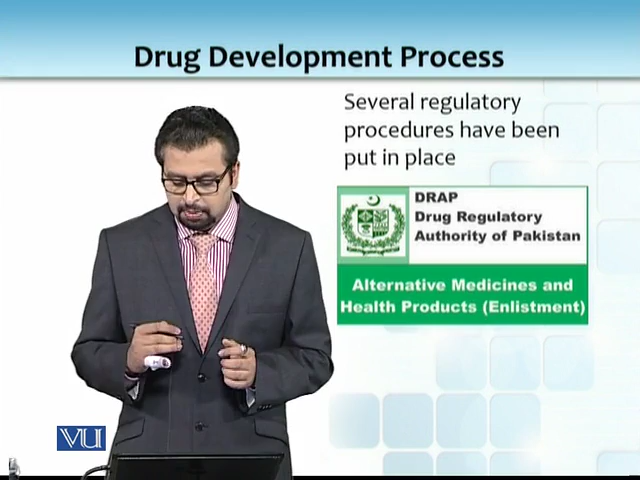 Drug Development Process
Several regulatory
procedures have been
put in place
DRAP
Drug Regulatory
Authority of Pakistan
Alternative Medicines and
Health Products (Enlistment)
VU